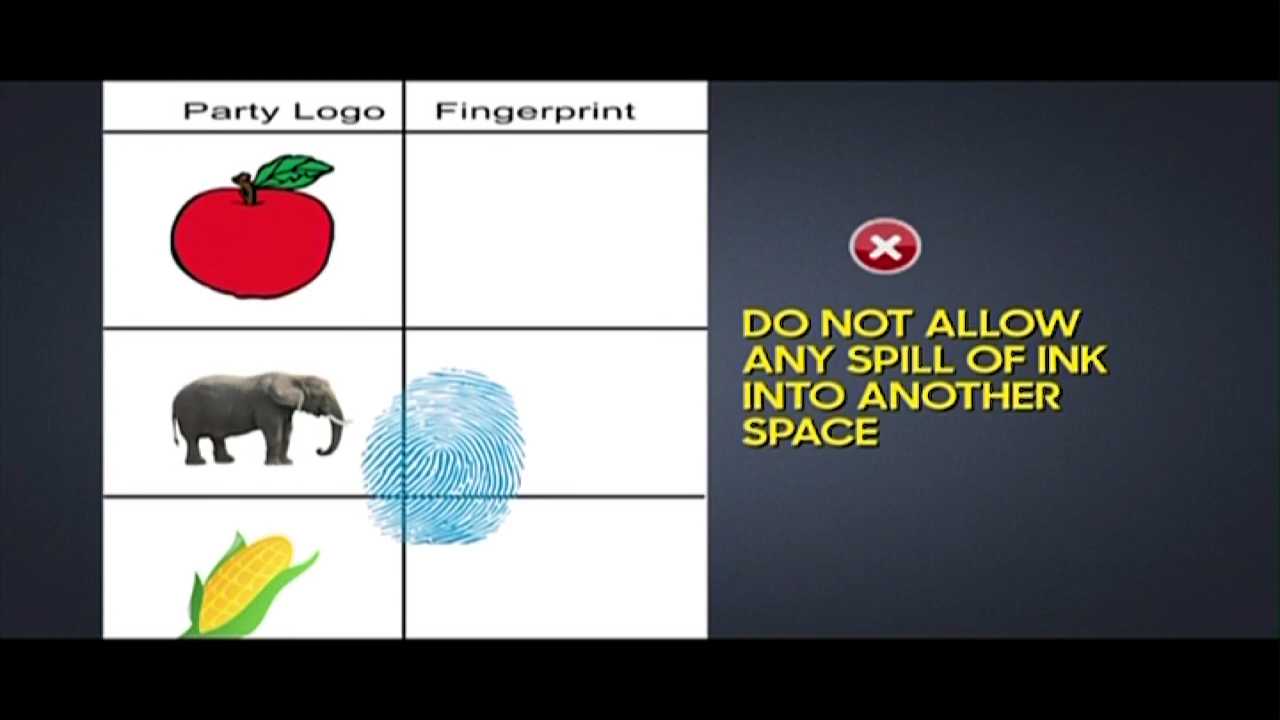 Party Logo
Fingerprint
DO NOT ALLOW
ANY SPILL OF INK
INTO ANOTHER
SPACE